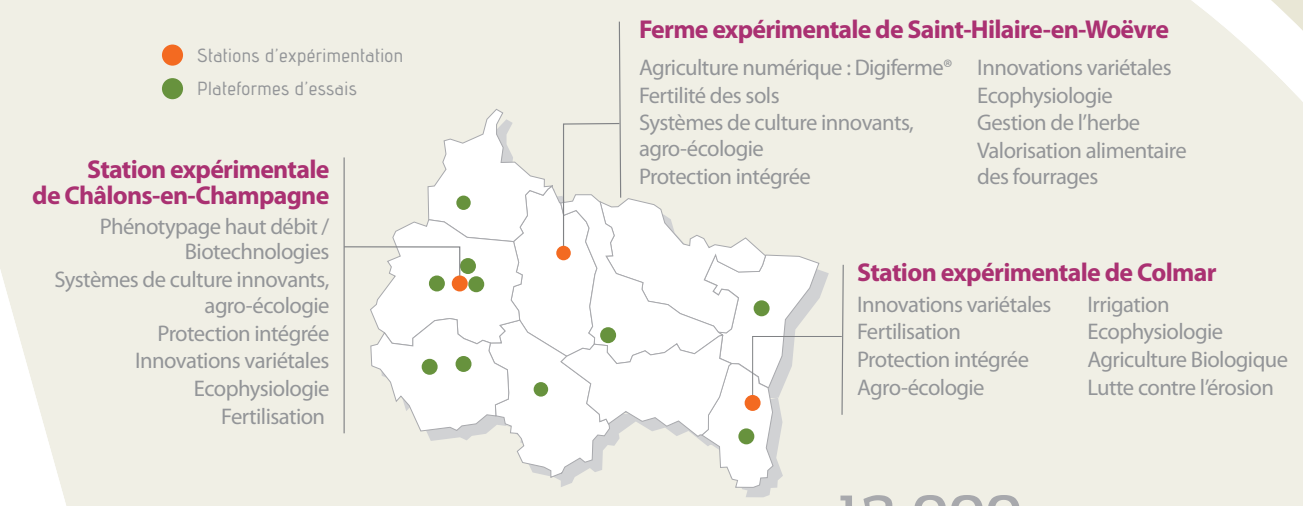 Stations d'expérimentation
Plateformes d'essais
Ferme expérimentale de Saint-Hilaire-en-Woëvre
Agriculture numérique : Digiferme®
Fertilité des sols
Systèmes de culture innovants,
agro-écologie
Protection intégrée
Innovations variétales
Ecophysiologie
Gestion de l'herbe
Valorisation alimentaire
des fourrages
Station expérimentale
de Châlons-en-Champagne
Phénotypage haut débit /
Biotechnologies
Systèmes de culture innovants,
agro-écologie
Protection intégrée
Innovations variétales
Ecophysiologie
Fertilisation
Station expérimentale de Colmar
Innovations variétales
Fertilisation
Protection intégrée
Agro-écologie
Irrigation
Ecophysiologie
Agriculture Biologique
Lutte contre l'érosion